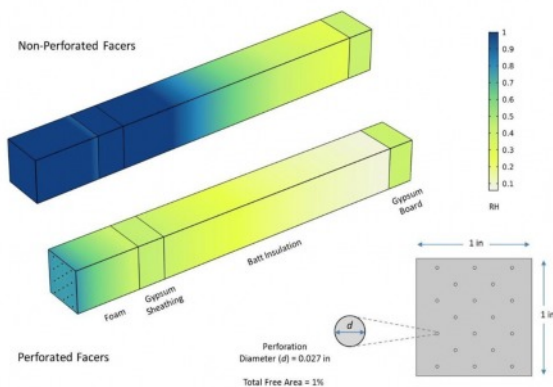 Non-Perforated Facers
1
0.9
0.8
0.7
0.6
0.5
0.4
0.3
0.2
0.1
RH
Gypsum
Board
Batt Insulation
Gypsum
Sheathing
Foam
Perforated Facers
1 in
1 in
d
Perforation
Diameter (d) = 0.027 in
Total Free Area = 1%